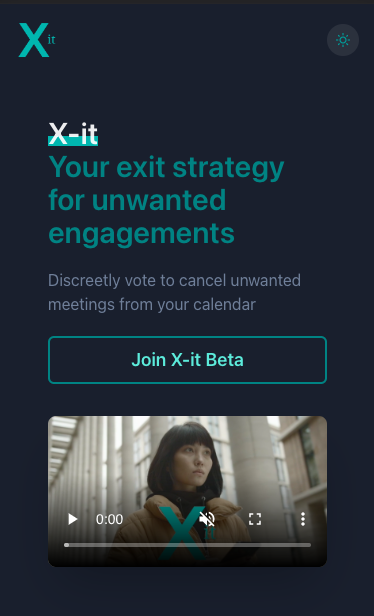 Xit
X-it
Your exit strategy
for unwanted
engagements
Discreetly vote to cancel unwanted
meetings from your calendar
Join X-it Beta
0:00
X